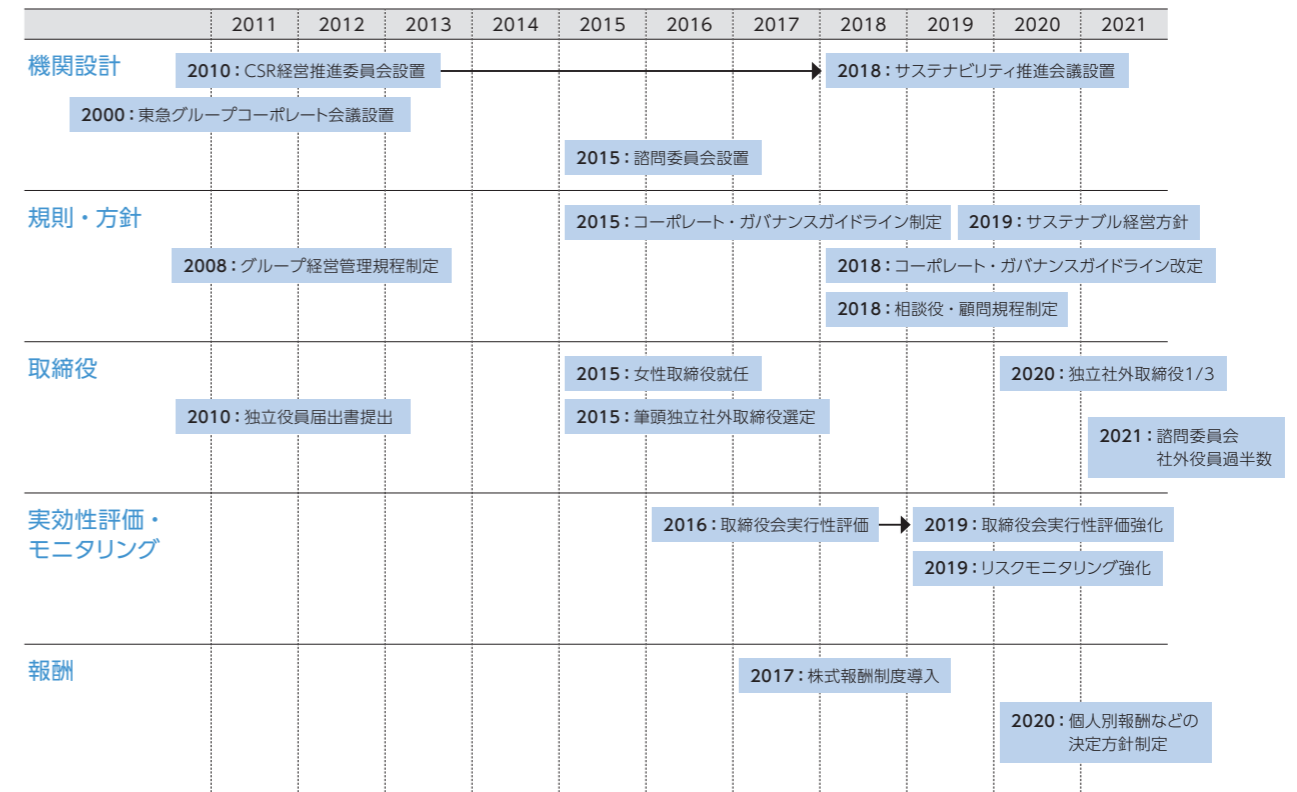 2011 2012 2013 2014 2015 2016 2017 2018 2019 2020 2021
機関設計
2010：CSR経営推進委員会設置
2018：サステナビリティ推進会議設置
2000：東急グループコーポレート会議設置
2015：諮問委員会設置
規則・方針
2015：コーポレート・ガバナンスガイドライン制定
2019：サステナブル経営方針
2008：グループ経営管理規程制定
2018：コーポレート・ガバナンスガイドライン改定
2018：相談役・顧問規程制定
取締役
2015：女性取締役就任
2020：独立社外取締役1/3
2010：独立役員届出書提出
2015：筆頭独立社外取締役選定
2021：諮問委員会
社外役員過半数
実効性評価・
モニタリング
2016：取締役会実行性評価
2019：取締役会実行性評価強化
2019：リスクモニタリング強化
報酬
2017：株式報酬制度導入
2020：個人別報酬などの
決定方針制定